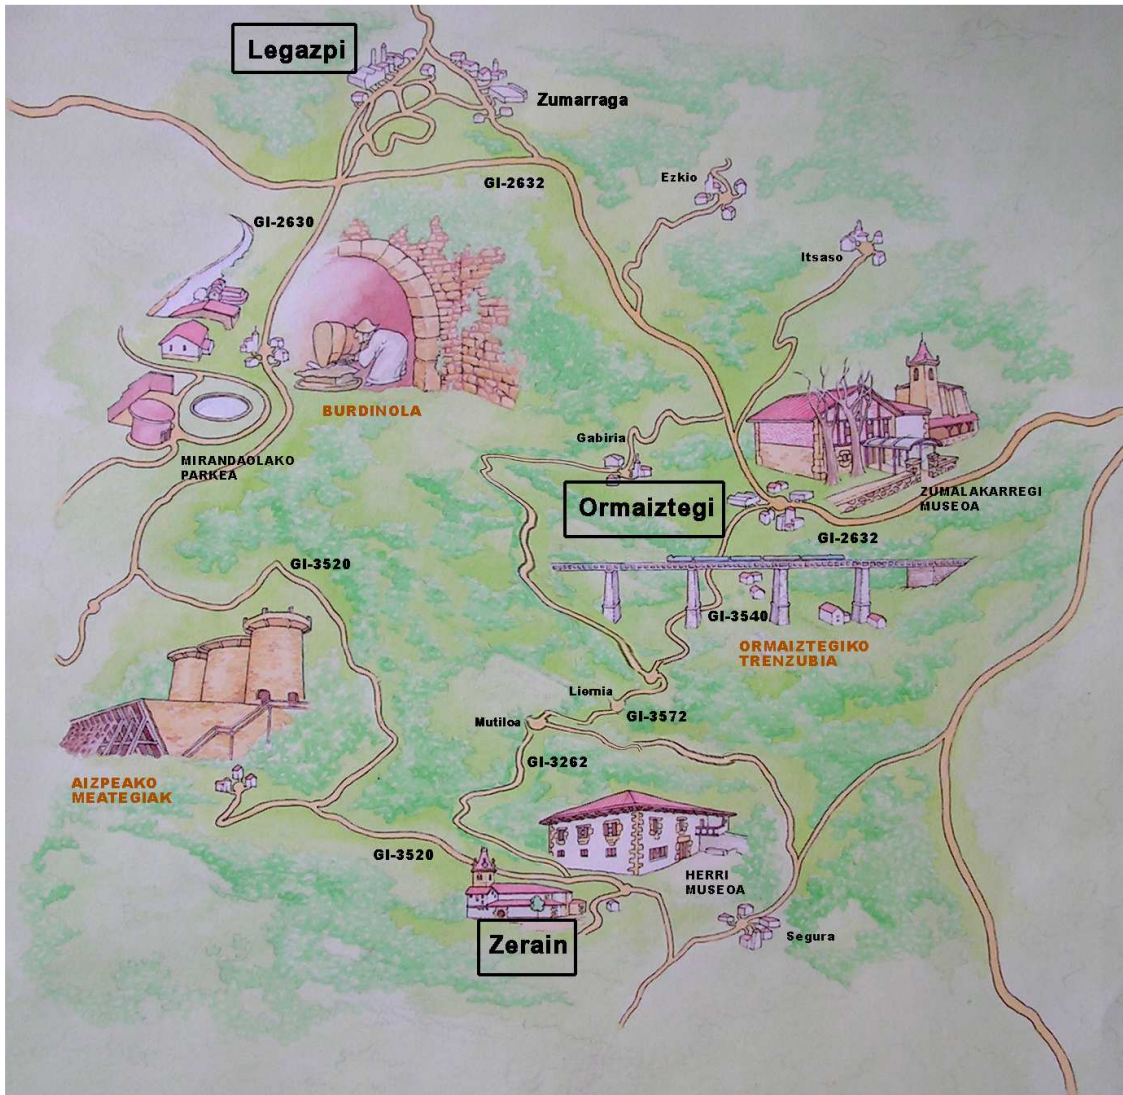 Legazpi
Zumarraga
Ezkio
GI-2632
GI-2630
Itsaso
BURDINOLA
Gabiria
MIRANDAOLAKO
PARKEA
ZUMALAKARREGI
MUSEOA
Ormaiztegi
GI-2632
GI-3520
GI-3540
ORMAIZTEGIKO
TRENZUBIA
Liernia
GI-3572
Mutiloa
GI-3262
AIZPEAKO
MEATEGIAK
GI-3520
HERRI
MUSEOA
Segura
Zerain